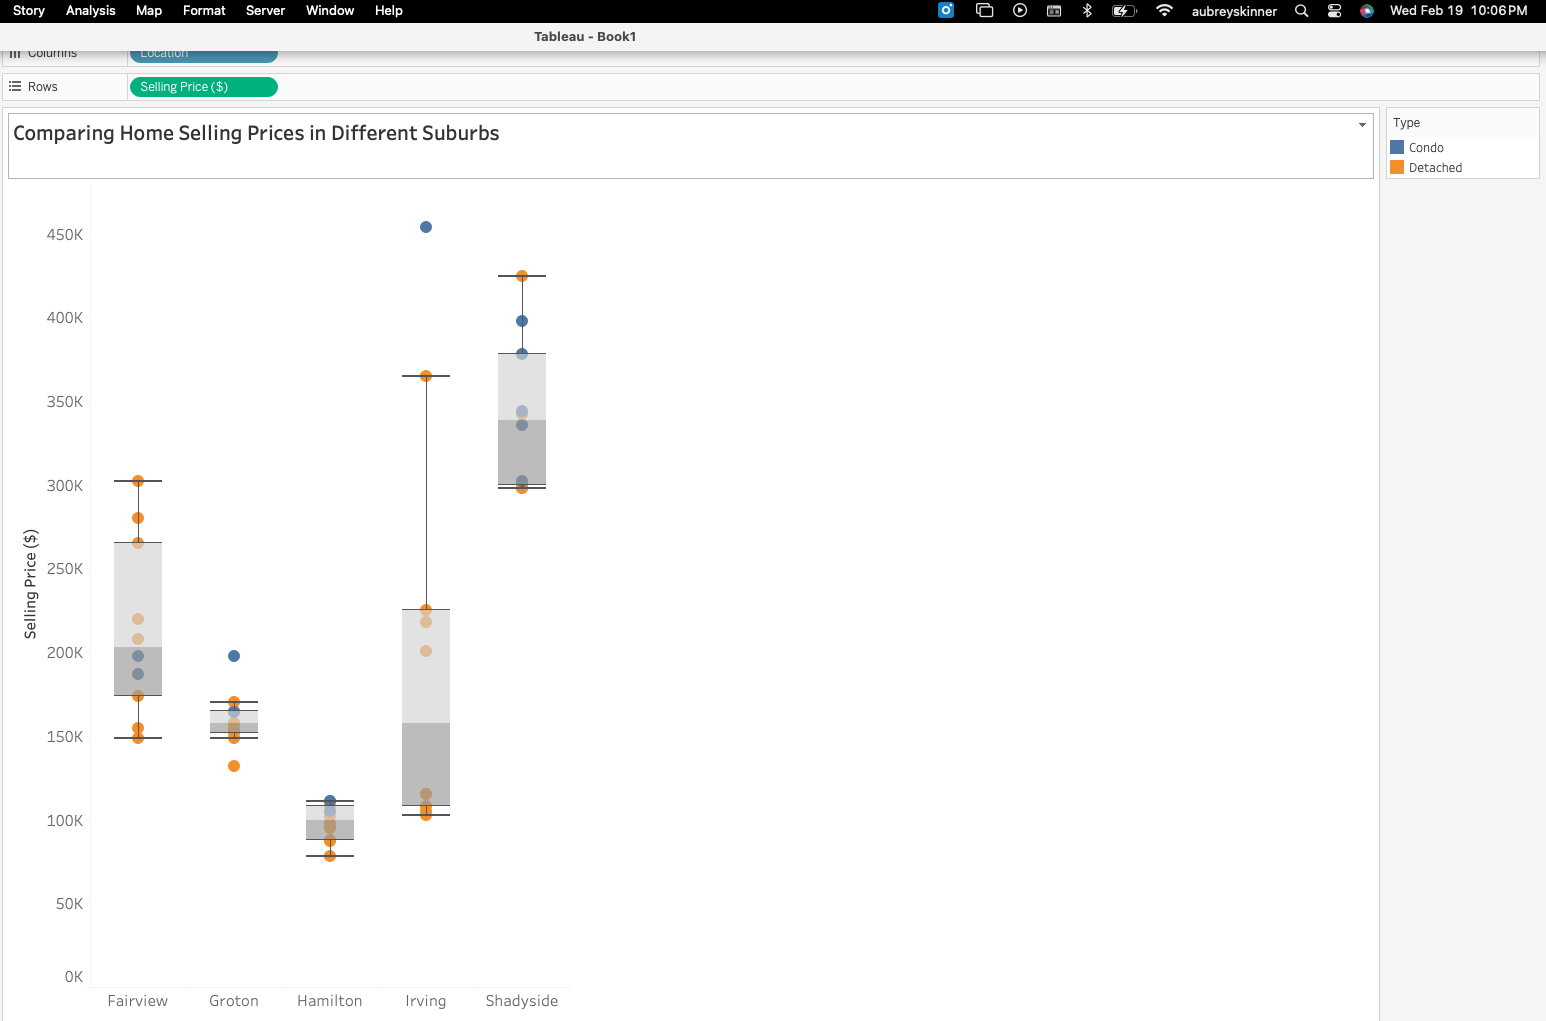 Story Analysis Map Format Server Window Help aubreyskinner Wed Feb 19 10:06 PM
Tableau - Book1
Columns Location
Rows Selling Price ($)
Comparing Home Selling Prices in Different Suburbs
Type
Condo
Detached
450K
400K
350K
300K
250K
200K
150K
100K
50K
0K
Selling Price ($)
Fairview Groton Hamilton Irving Shadyside